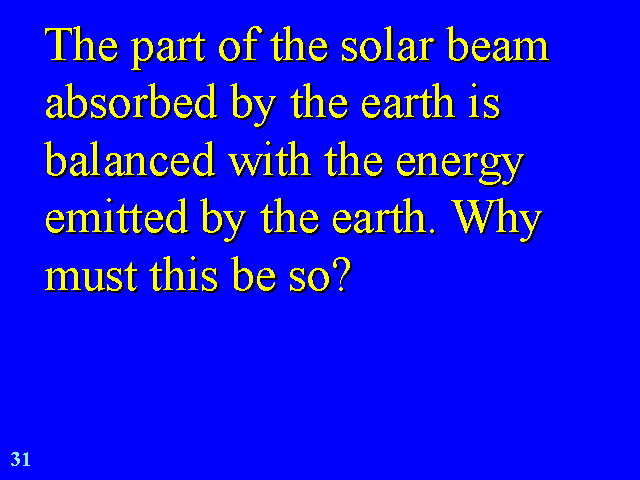 The part of the solar beam
absorbed by the earth is
balanced with the energy
emitted by the earth. Why
must this be so?
31